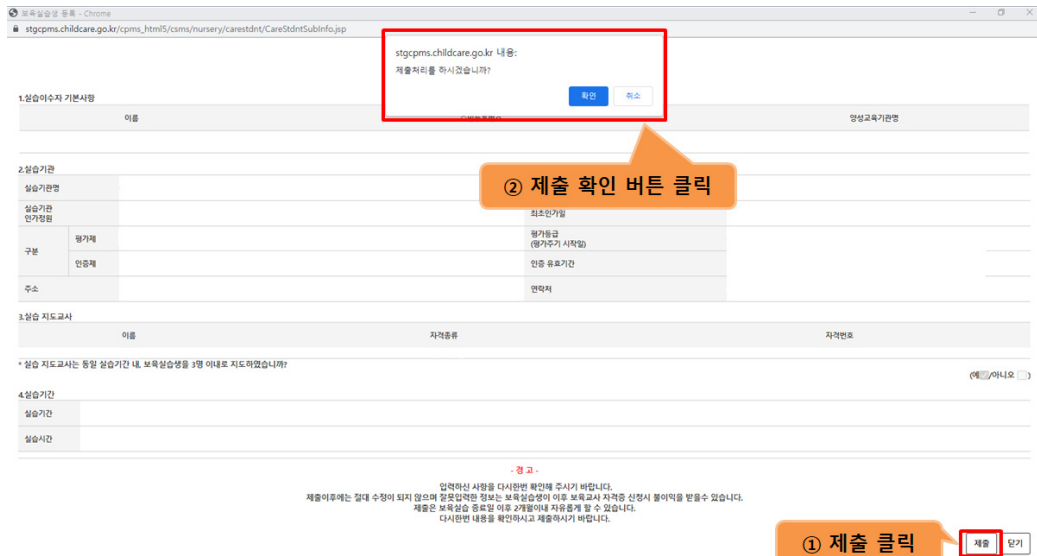 보육실습생 등록 - Chrome
stgcpms.childcare.go.kr/cpms_html5/csms/nursery/carestdnt/CareStdntSubInfo.jsp
stgcpms.childcare.go.kr 내용:
제출처리를 하시겠습니까?
확인 취소
1.실습이수자 기본사항
이름 양성교육기관명
② 제출 확인 버튼 클릭
2.실습기관
실습기관명
실습기관
인가정원 최초인가일
구분 평가제 평가등급
(평가주기 시작일)
인증제 인증 유효기간
주소 연락처
3.실습 지도교사
이름 자격종류 자격번호
* 실습 지도교사는 동일 실습기간 내, 보육실습생을 3명 이내로 지도하였습니까?
(예 /아니오 )
4.실습기간
실습기간
실습시간
- 경 고 -
입력하신 사항을 다시한번 확인해 주시기 바랍니다.
제출이후에는 절대 수정이 되지 않으며 잘못입력한 정보는 보육실습생이 이후 보육교사 자격증 신청시 불이익을 받을수 있습니다.
제출은 보육실습 종료일 이후 2개월이내 자유롭게 할 수 있습니다.
다시한번 내용을 확인하시고 제출하시기 바랍니다.
① 제출 클릭
제출 닫기